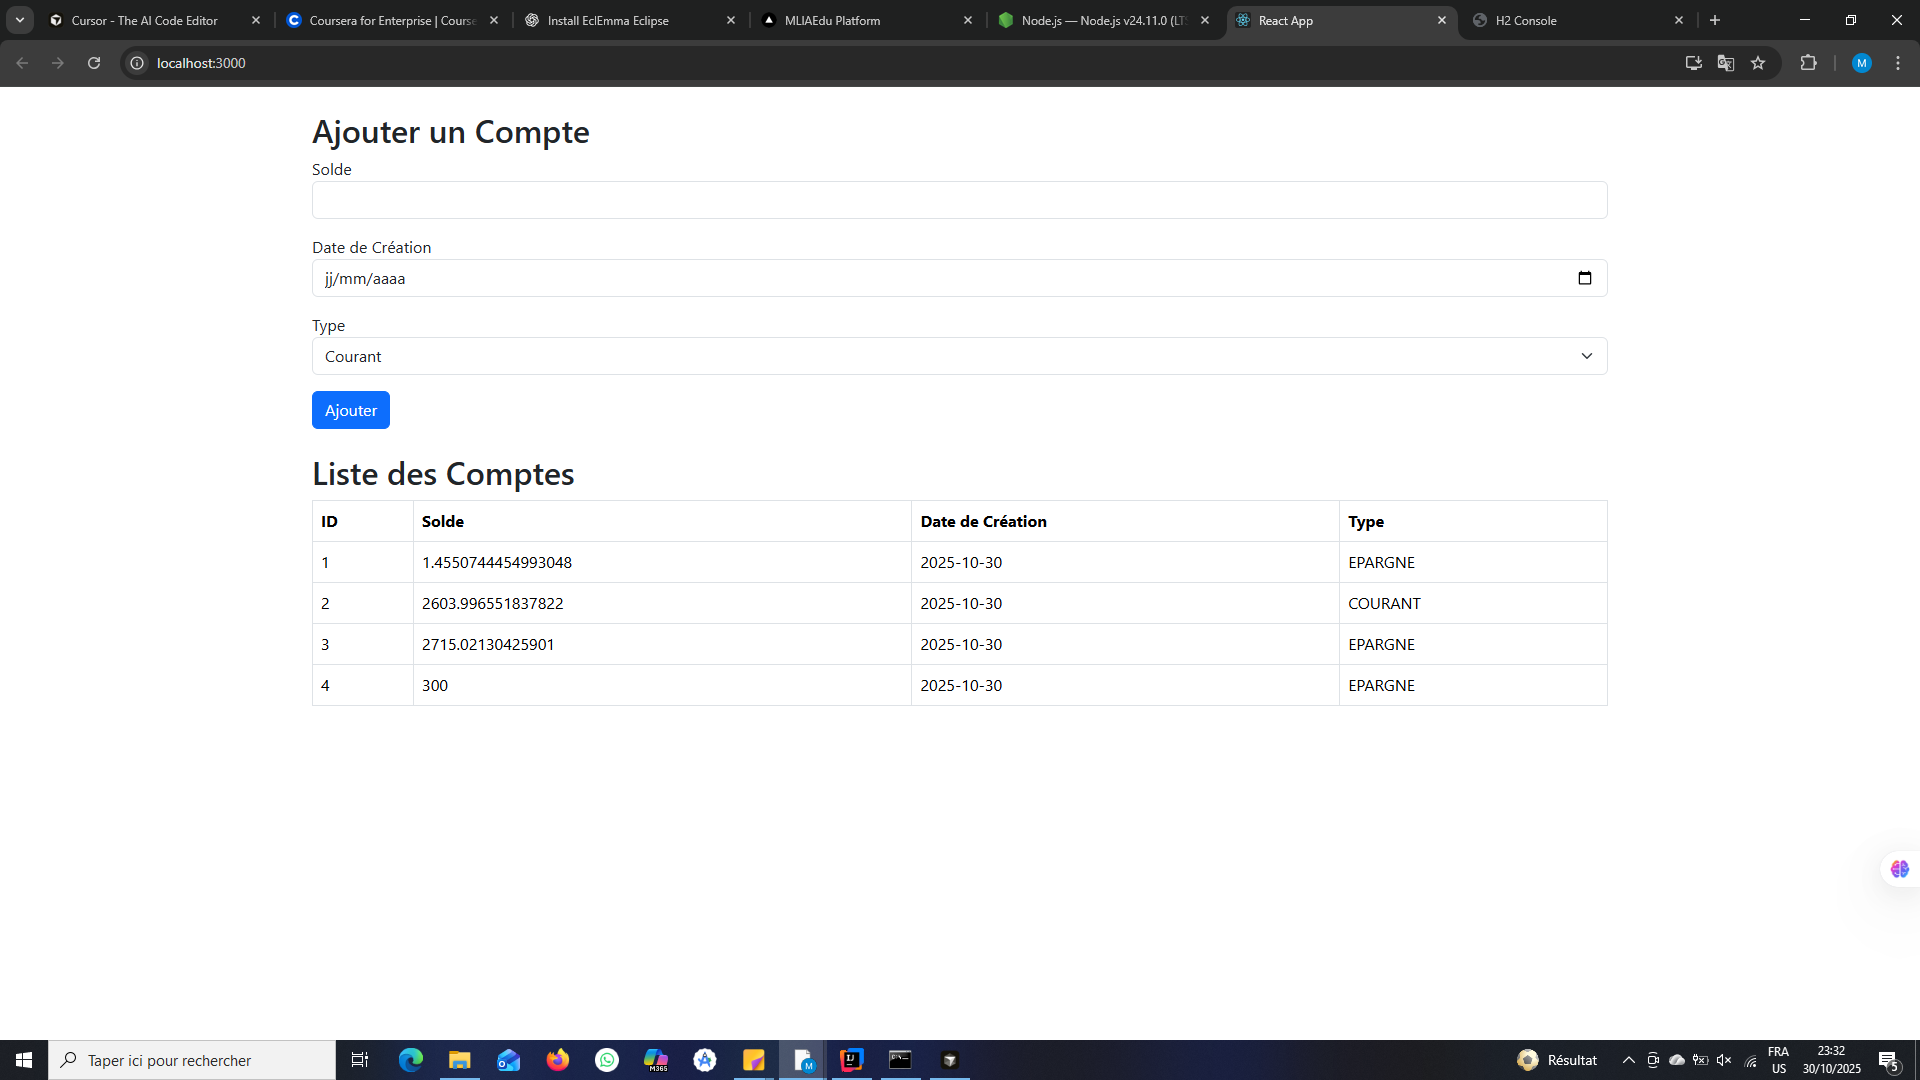 Cursor - The AI Code Editor
Coursera for Enterprise | Course
Install EclEmma Eclipse
MLIAEdu Platform
Node.js — Node.js v24.11.0 (LTS
React App
H2 Console
localhost:3000
M
Ajouter un Compte
Solde
Date de Création
jj/mm/aaaa
Type
Courant
Ajouter
Liste des Comptes
ID Solde Date de Création Type
1 1.4550744454993048 2025-10-30 EPARGNE
2 2603.996551837822 2025-10-30 COURANT
3 2715.02130425901 2025-10-30 EPARGNE
4 300 2025-10-30 EPARGNE
Taper ici pour rechercher
M365
M
Résultat
FRA
US
23:32
30/10/2025
5